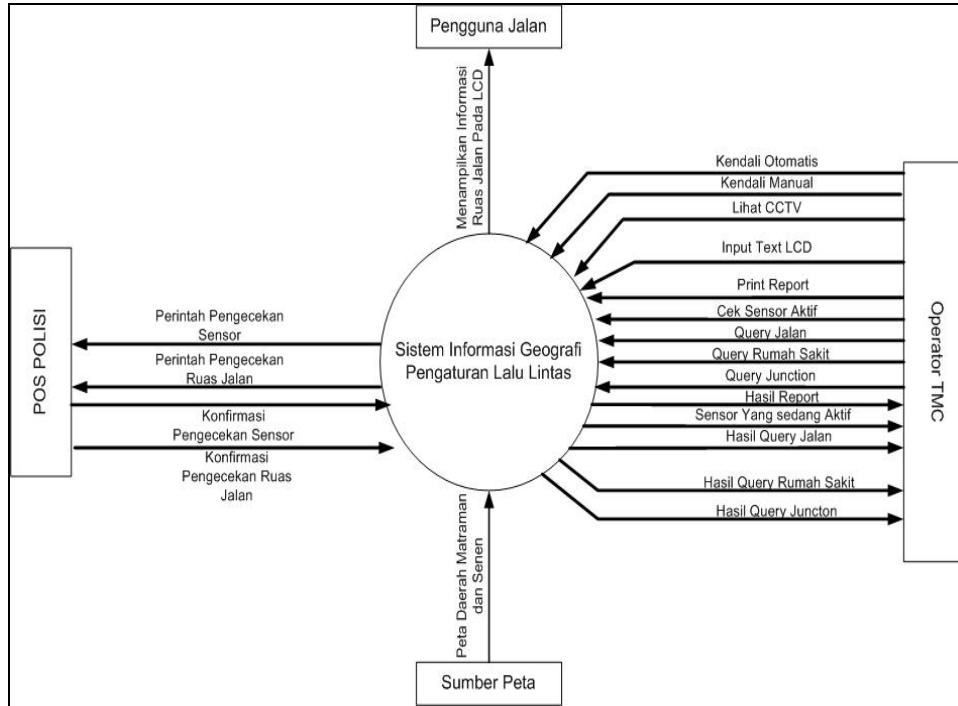 Pengguna Jalan
Menampilkan Informasi
Ruas Jalan Pada LCD
Kendali Otomatis
Kendali Manual
Lihat CCTV
Input Text LCD
Print Report
Cek Sensor Aktif
Query Jalan
Query Rumah Sakit
Query Junction
Hasil Report
Sensor Yang sedang Aktif
Hasil Query Jalan
Hasil Query Rumah Sakit
Hasil Query Juncton
Operator TMC
Sistem Informasi Geografi
Pengaturan Lalu Lintas
POS POLISI
Perintah Pengecekan
Sensor
Perintah Pengecekan
Ruas Jalan
Konfirmasi
Pengecekan Sensor
Konfirmasi
Pengecekan Ruas
Jalan
Peta Daerah Matraman
dan Senen
Sumber Peta